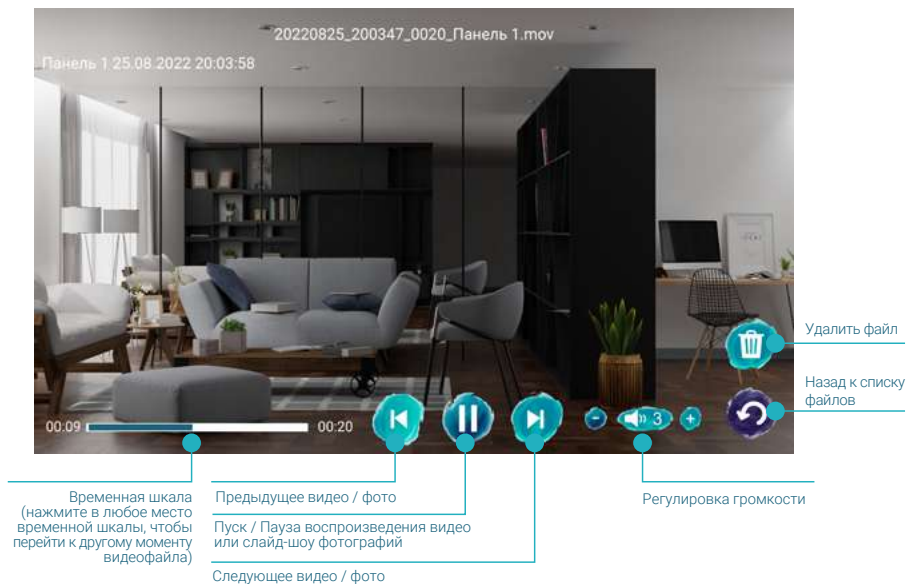 20220825_200347_0020_Панель 1.mov
Панель 1 25.08.2022 20:03:58
Удалить файл
Назад к списку
файлов
00:09
00:20
- 3 +
Временная шкала
(нажмите в любое место
временной шкалы, чтобы
перейти к другому моменту
видеофайла)
Предыдущее видео / фото
Пуск / Пауза воспроизведения видео
или слайд-шоу фотографий
Следующее видео / фото
Регулировка громкости